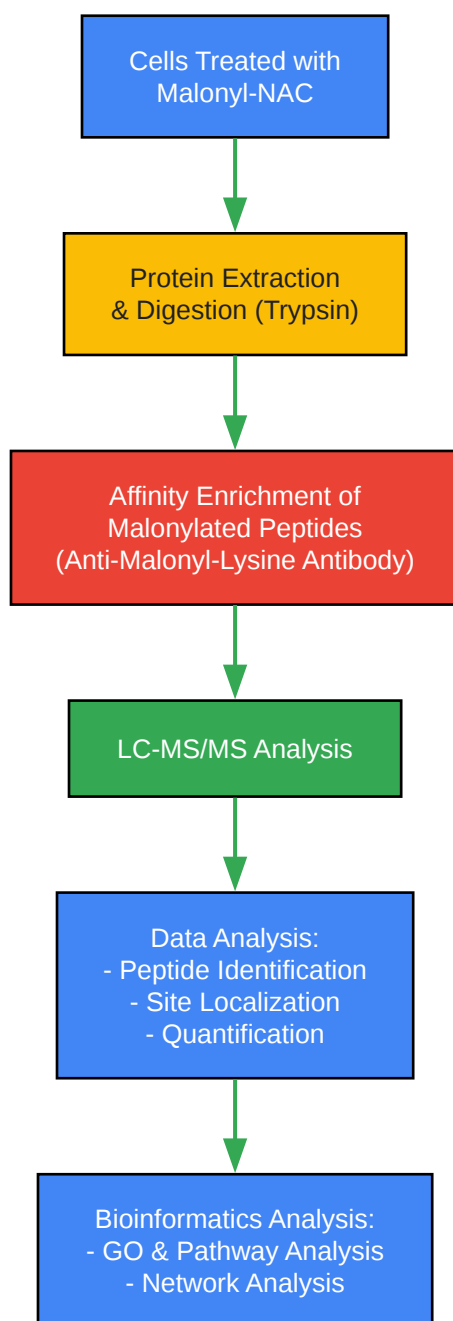 Cells Treated with
Malonyl-NAC
Protein Extraction
& Digestion (Trypsin)
Affinity Enrichment of
Malonylated Peptides
(Anti-Malonyl-Lysine Antibody)
LC-MS/MS Analysis
Data Analysis:
- Peptide Identification
- Site Localization
- Quantification
Bioinformatics Analysis:
- GO & Pathway Analysis
- Network Analysis